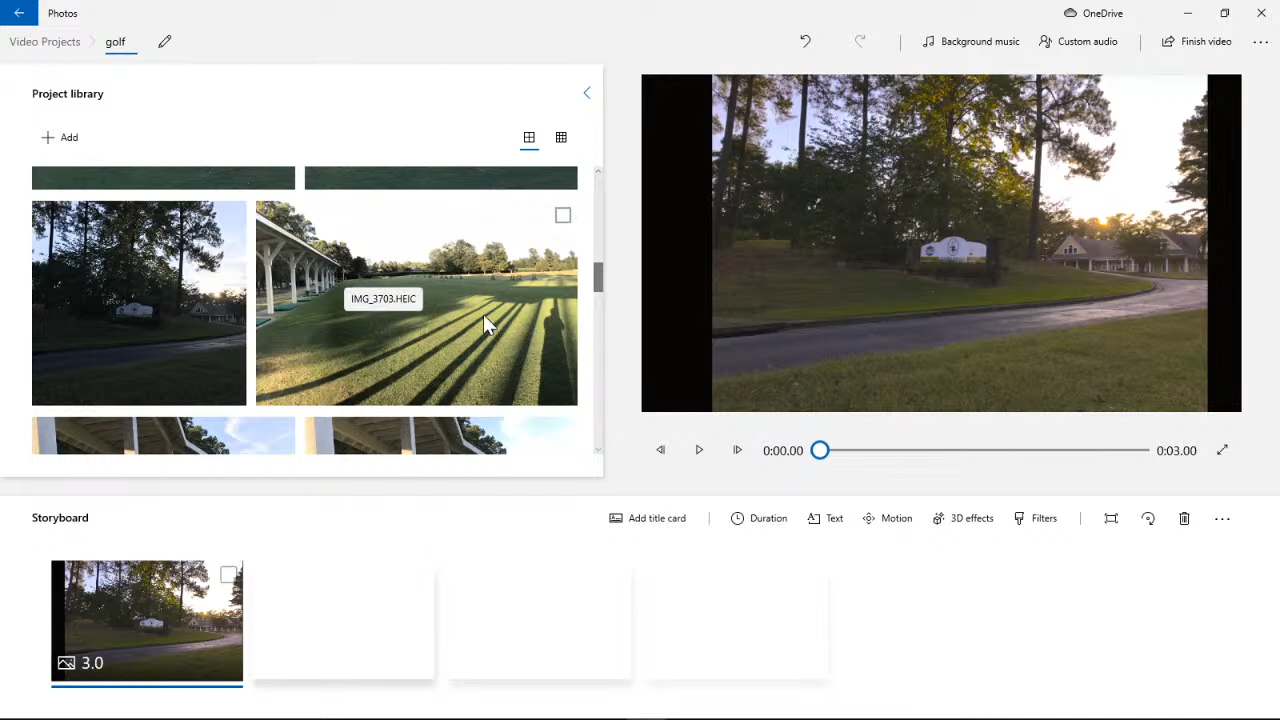 Photos
OneDrive
Video Projects
golf
Background music
Custom audio
Finish video
Project library
Add
IMG_3703.HEIC
0:00.00
0:03.00
Storyboard
Add title card
Duration
Text
Motion
3D effects
Filters
3.0